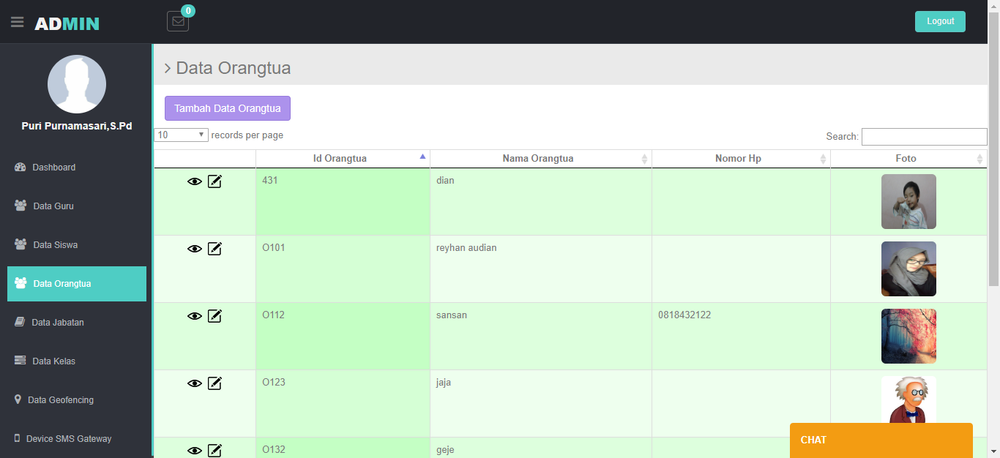 ADMIN
0
Logout
Puri Purnamasari,S.Pd
Dashboard
Data Guru
Data Siswa
Data Orangtua
Data Jabatan
Data Kelas
Data Geofencing
Device SMS Gateway
> Data Orangtua
Tambah Data Orangtua
10 records per page
Search:
Id Orangtua Nama Orangtua Nomor Hp Foto
431 dian
O101 reyhan audian
O112 sansan 0818432122
O123 jaja
O132 geje
CHAT